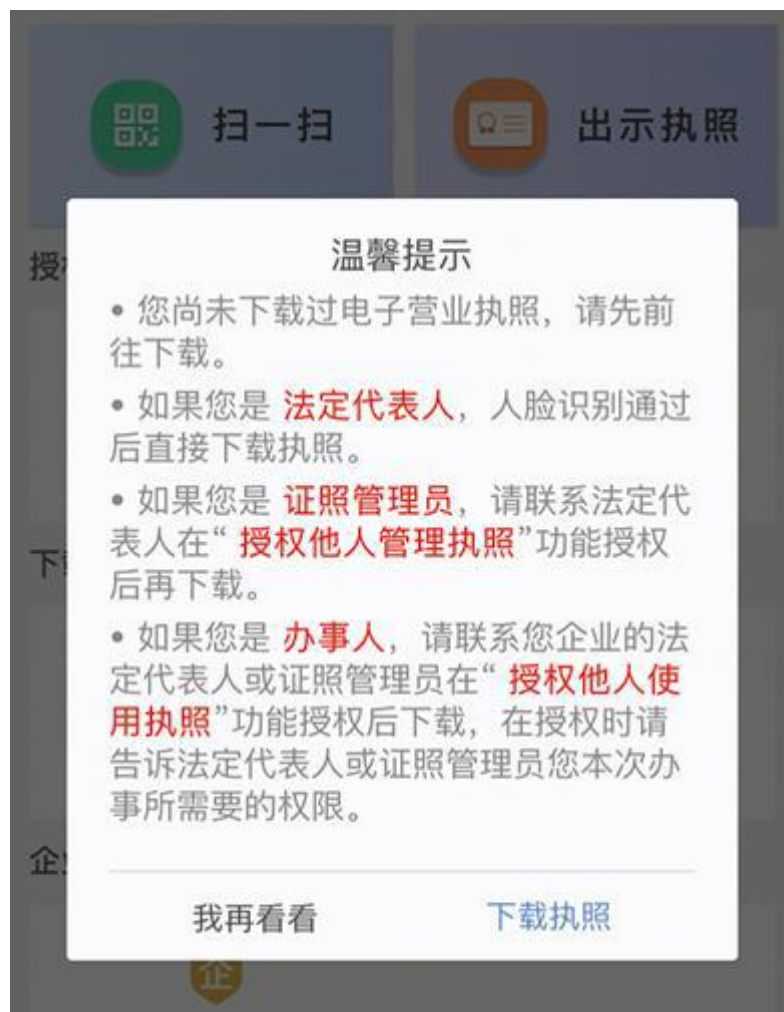 扫一扫
出示执照
授
温馨提示
• 您尚未下载过电子营业执照，请先前
往下载。
• 如果您是 法定代表人，人脸识别通过
后直接下载执照。
• 如果您是 证照管理员，请联系法定代
表人在“ 授权他人管理执照”功能授权
后再下载。
下
• 如果您是 办事人，请联系您企业的法
定代表人或证照管理员在“ 授权他人使
用执照”功能授权后下载，在授权时请
告诉法定代表人或证照管理员您本次办
事所需要的权限。
企
我再看看
下载执照
企